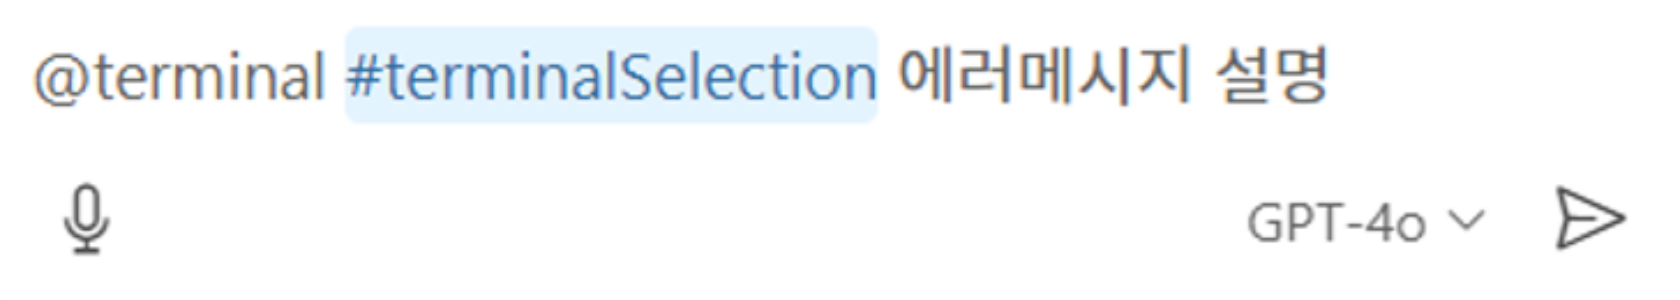 @terminal #terminalSelection 에러메시지 설명
GPT-4o